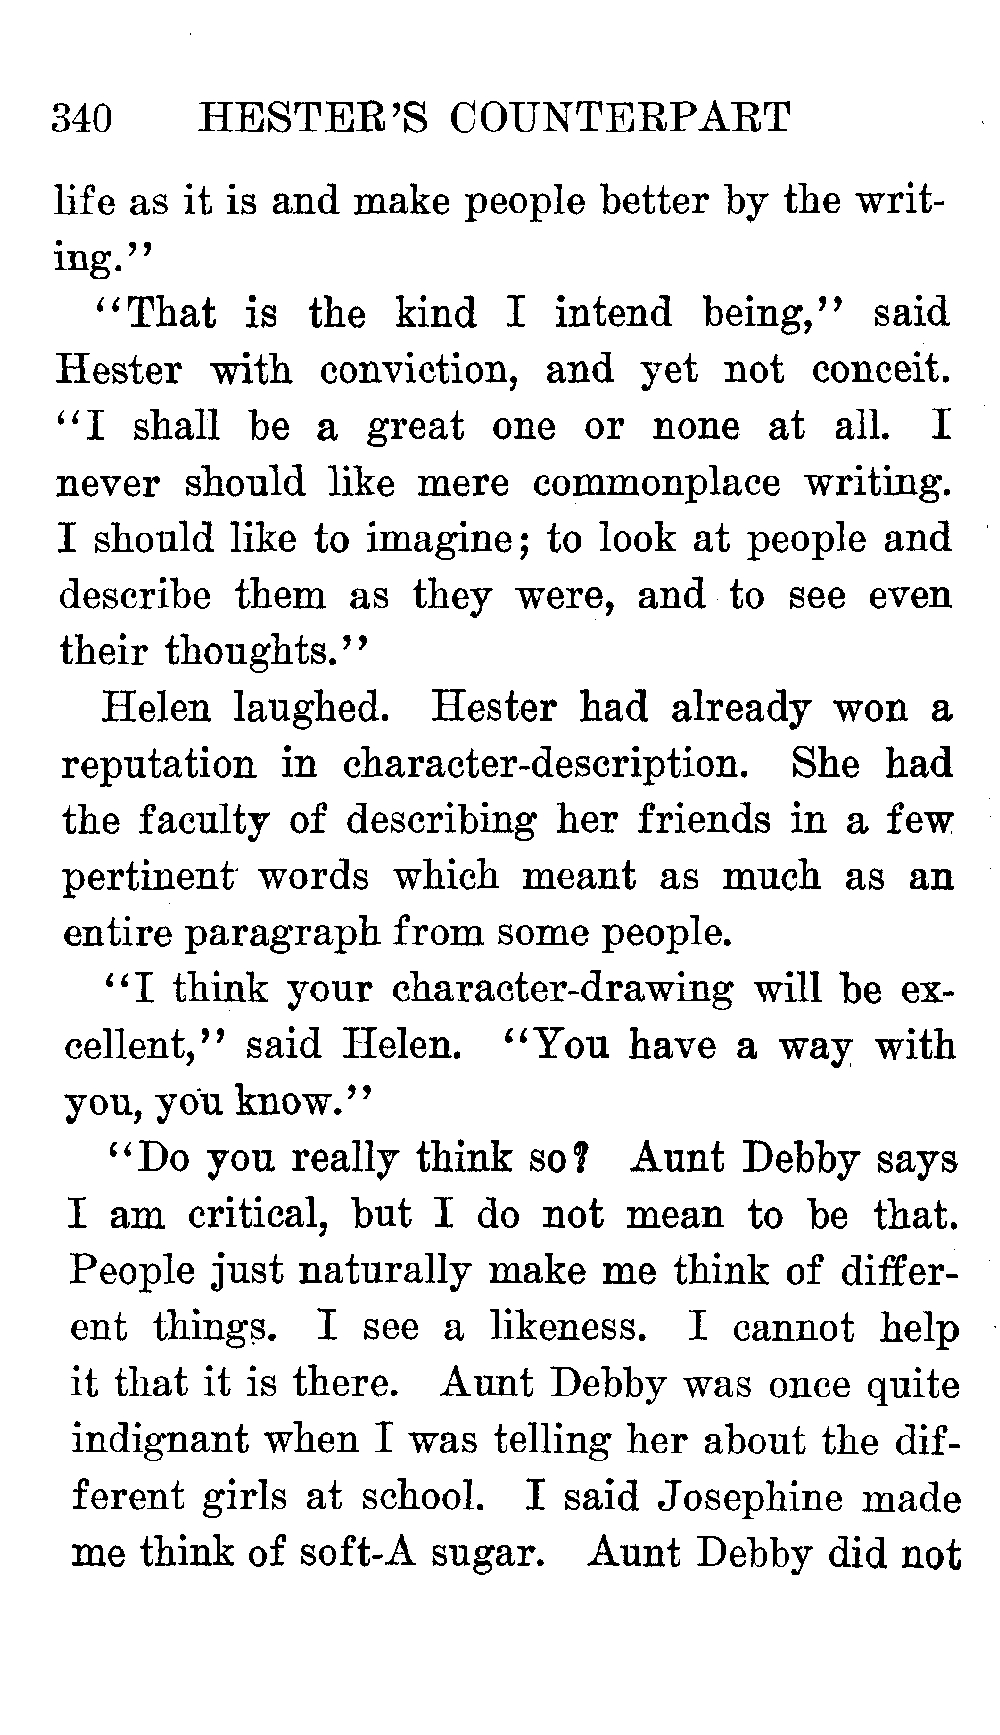 340 HESTER'S COUNTERPART
life as it is and make people better by the writ-
ing."
"That is the kind I intend being," said
Hester with conviction, and yet not conceit.
"I shall be a great one or none at all. I
never should like mere commonplace writing.
I should like to imagine; to look at people and
describe them as they were, and to see even
their thoughts."
Helen laughed. Hester had already won a
reputation in character-description. She had
the faculty of describing her friends in a few
pertinent words which meant as much as an
entire paragraph from some people.
"I think your character-drawing will be ex-
cellent," said Helen. "You have a way with
you, you know."
"Do you really think so? Aunt Debby says
I am critical, but I do not mean to be that.
People just naturally make me think of differ-
ent things. I see a likeness. I cannot help
it that it is there. Aunt Debby was once quite
indignant when I was telling her about the dif-
ferent girls at school. I said Josephine made
me think of soft-A sugar. Aunt Debby did not